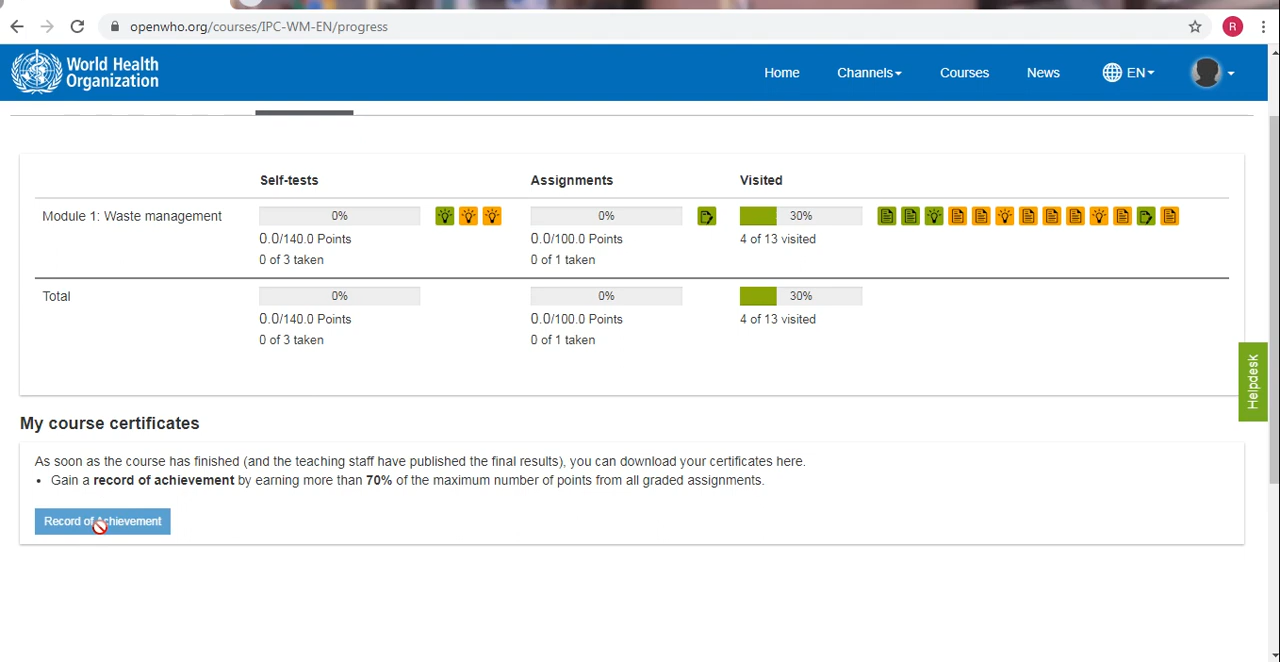 openwho.org/courses/IPC-WM-EN/progress
R
World Health
Organization
Home
Channels
Courses
News
EN
Self-tests
Assignments
Visited
Module 1: Waste management
0%
0%
30%
0.0/140.0 Points
0.0/100.0 Points
4 of 13 visited
0 of 3 taken
0 of 1 taken
Total
0%
0%
30%
0.0/140.0 Points
0.0/100.0 Points
4 of 13 visited
0 of 3 taken
0 of 1 taken
Helpdesk
My course certificates
As soon as the course has finished (and the teaching staff have published the final results), you can download your certificates here.
• Gain a record of achievement by earning more than 70% of the maximum number of points from all graded assignments.
Record of Achievement